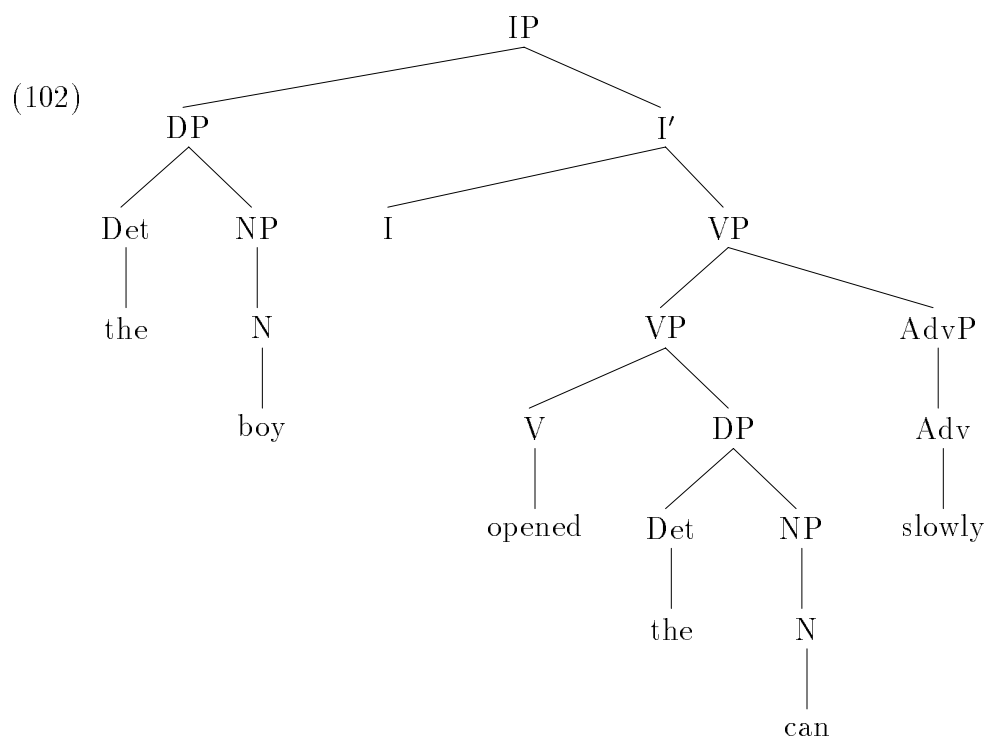 IP
(102)
DP I′
Det NP I VP
the N VP AdvP
boy V DP Adv
opened Det NP slowly
the N
can